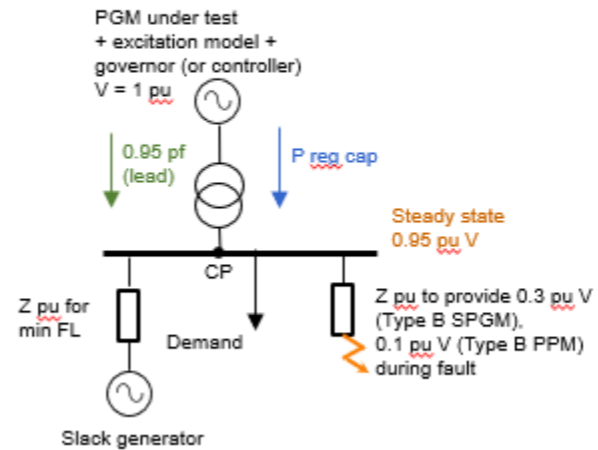 PGM under test
+ excitation model +
governor (or controller)
V = 1 pu
0.95 pf
(lead)
P reg cap
Steady state
0.95 pu V
CP
Z pu for
min FL
Demand
Z pu to provide 0.3 pu V
(Type B SPGM),
0.1 pu V (Type B PPM)
during fault
Slack generator